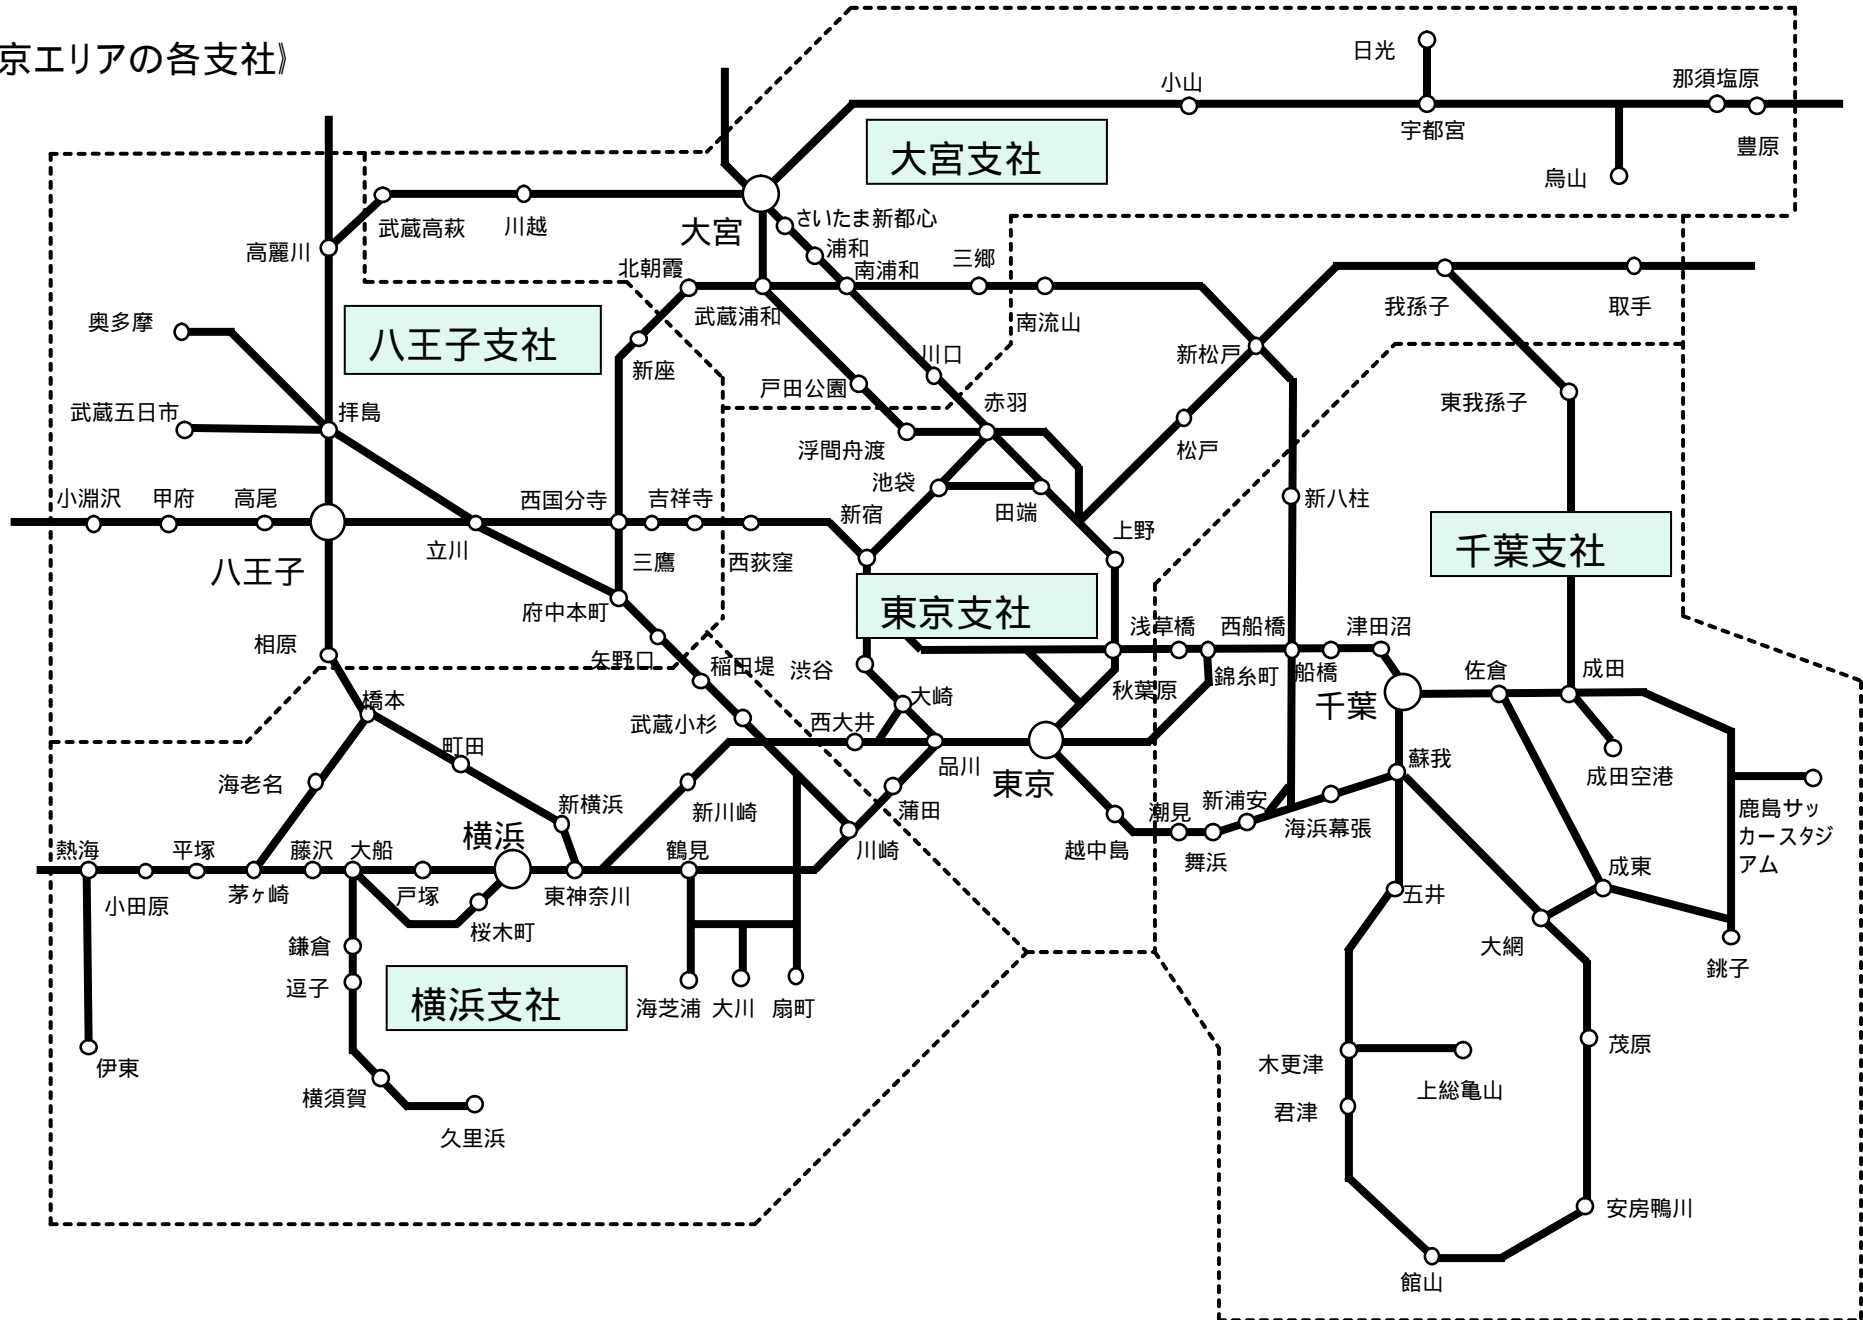 京エリアの各支社》
日光
小山
那須塩原
宇都宮
豊原
烏山
大宮支社
武蔵高萩
川越
大宮
さいたま新都心
浦和
高麗川
北朝霞
南浦和
三郷
武蔵浦和
南流山
我孫子
取手
奥多摩
八王子支社
新座
川口
新松戸
戸田公園
武蔵五日市
拝島
赤羽
東我孫子
浮間舟渡
松戸
小淵沢
甲府
高尾
西国分寺
吉祥寺
池袋
新宿
田端
新八柱
上野
立川
三鷹
西荻窪
千葉支社
八王子
府中本町
東京支社
浅草橋
西船橋
津田沼
相原
矢野口
稲田堤
渋谷
秋葉原
錦糸町
船橋
佐倉
成田
橋本
大崎
千葉
武蔵小杉
西大井
町田
品川
東京
蘇我
成田空港
海老名
新横浜
新川崎
蒲田
潮見
新浦安
海浜幕張
鹿島サッ
カースタジ
アム
熱海
平塚
藤沢
大船
横浜
鶴見
川崎
越中島
舞浜
成東
小田原
茅ヶ崎
戸塚
東神奈川
五井
桜木町
鎌倉
大網
銚子
逗子
横浜支社
海芝浦
大川
扇町
伊東
木更津
茂原
横須賀
上総亀山
君津
久里浜
安房鴨川
館山